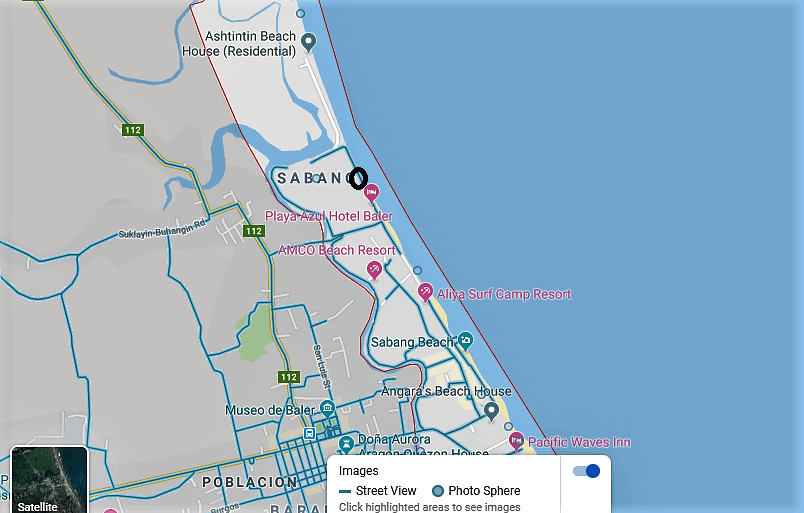 Ashtintin Beach
House (Residential)
112
SABANG
Playa Azul Hotel Baler
Suklayin-Buhangin Rd
112
AMCO Beach Resort
Aliya Surf Camp Resort
Sabang Beach
San Luis St
112
Angara's Beach House
Museo de Baler
Doña Aurora
Aragon Quezon House
Pacific Waves Inn
POBLACION
Burgos
Images
Street View
Photo Sphere
Click highlighted areas to see images
Satellite